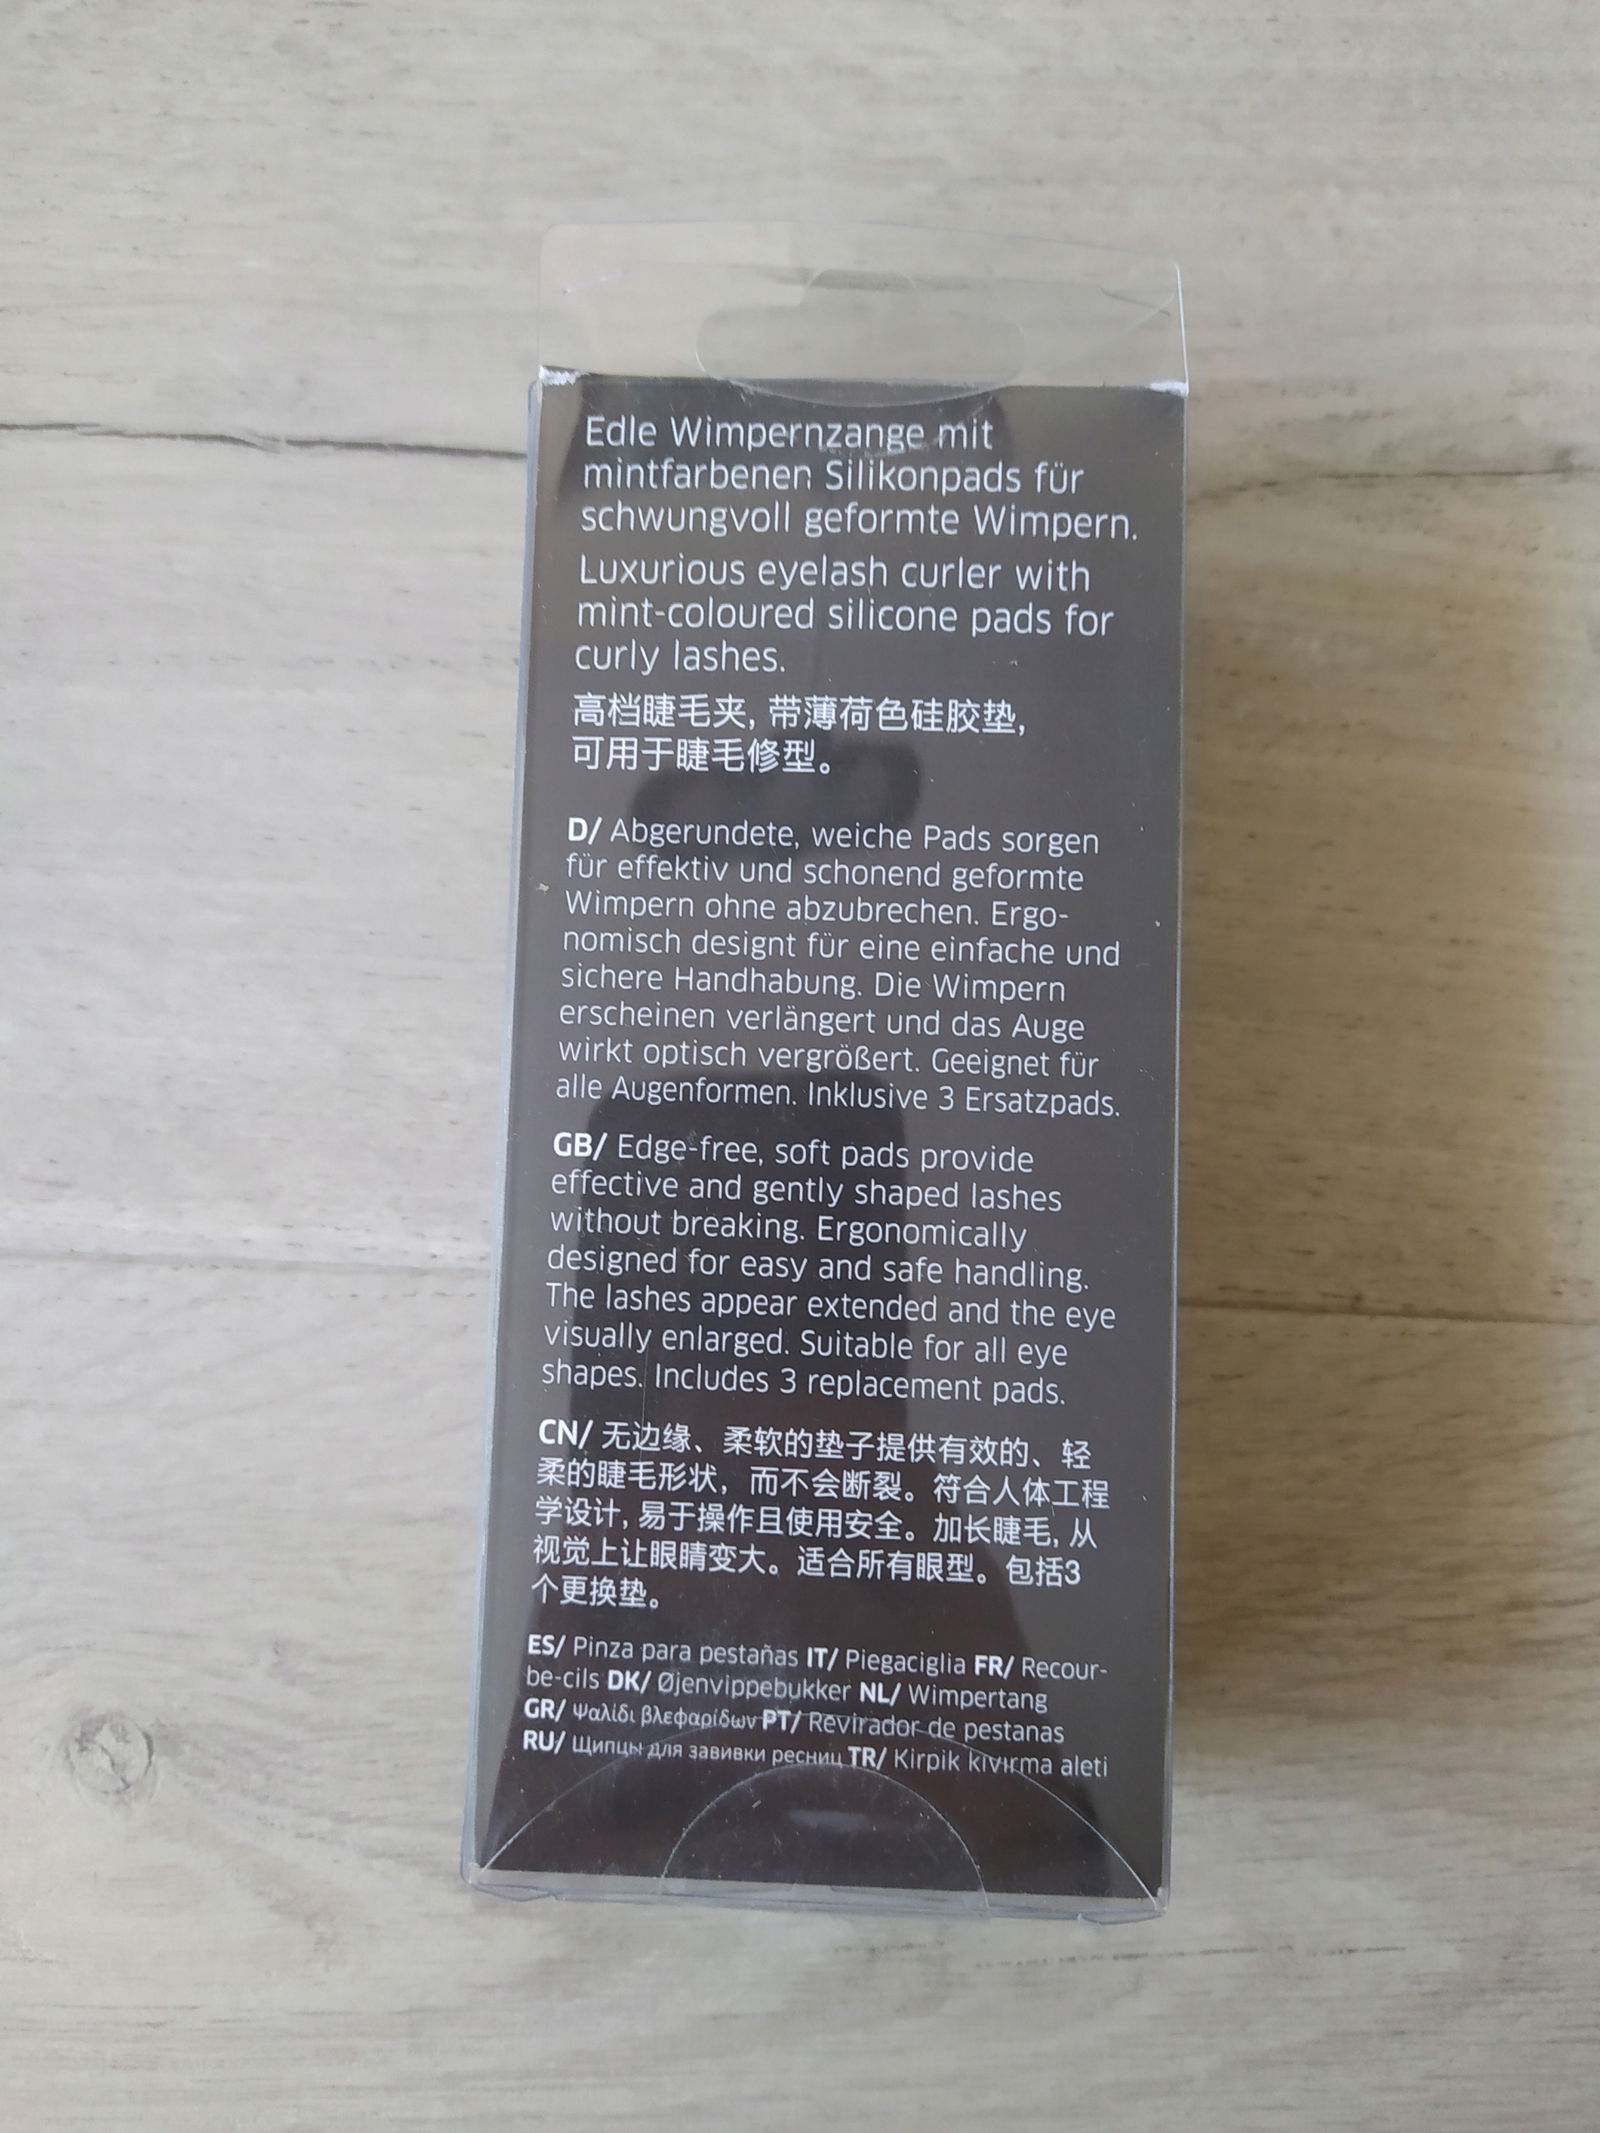 Edle Wimpernzange mit
mintfarbenen Silikonpads für
schwungvoll geformte Wimpern.
Luxurious eyelash curler with
mint-coloured silicone pads for
curly lashes.
高档睫毛夹, 带薄荷色硅胶垫,
可用于睫毛修型。
D/ Abgerundete, weiche Pads sorgen
für effektiv und schonend geformte
Wimpern ohne abzubrechen. Ergo-
nomisch designt für eine einfache und
sichere Handhabung. Die Wimpern
erscheinen verlängert und das Auge
wirkt optisch vergrößert. Geeignet für
alle Augenformen. Inklusive 3 Ersatzpads.
GB/ Edge-free, soft pads provide
effective and gently shaped lashes
without breaking. Ergonomically
designed for easy and safe handling.
The lashes appear extended and the eye
visually enlarged. Suitable for all eye
shapes. Includes 3 replacement pads.
CN/ 无边缘、柔软的垫子提供有效的、轻
柔的睫毛形状，而不会断裂。符合人体工程
学设计, 易于操作且使用安全。加长睫毛, 从
视觉上让眼睛变大。适合所有眼型。包括3
个更换垫。
ES/ Pinza para pestañas IT/ Piegaciglia FR/ Recour-
be-cils DK/ Øjenvippebukker NL/ Wimpertang
GR/ Ψαλίδι βλεφαρίδων PT/ Revirador de pestanas
RU/ Щипцы для завивки ресниц TR/ Kirpik kıvırma aleti